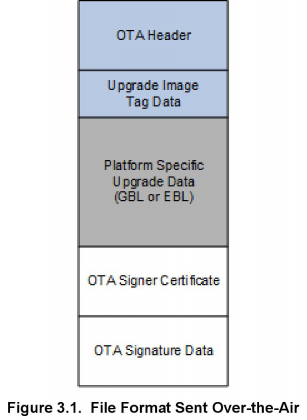 OTA Header
Upgrade Image
Tag Data
Platform Specific
Upgrade Data
(GBL or EBL)
OTA Signer Certificate
OTA Signature Data
Figure 3.1. File Format Sent Over-the-Air